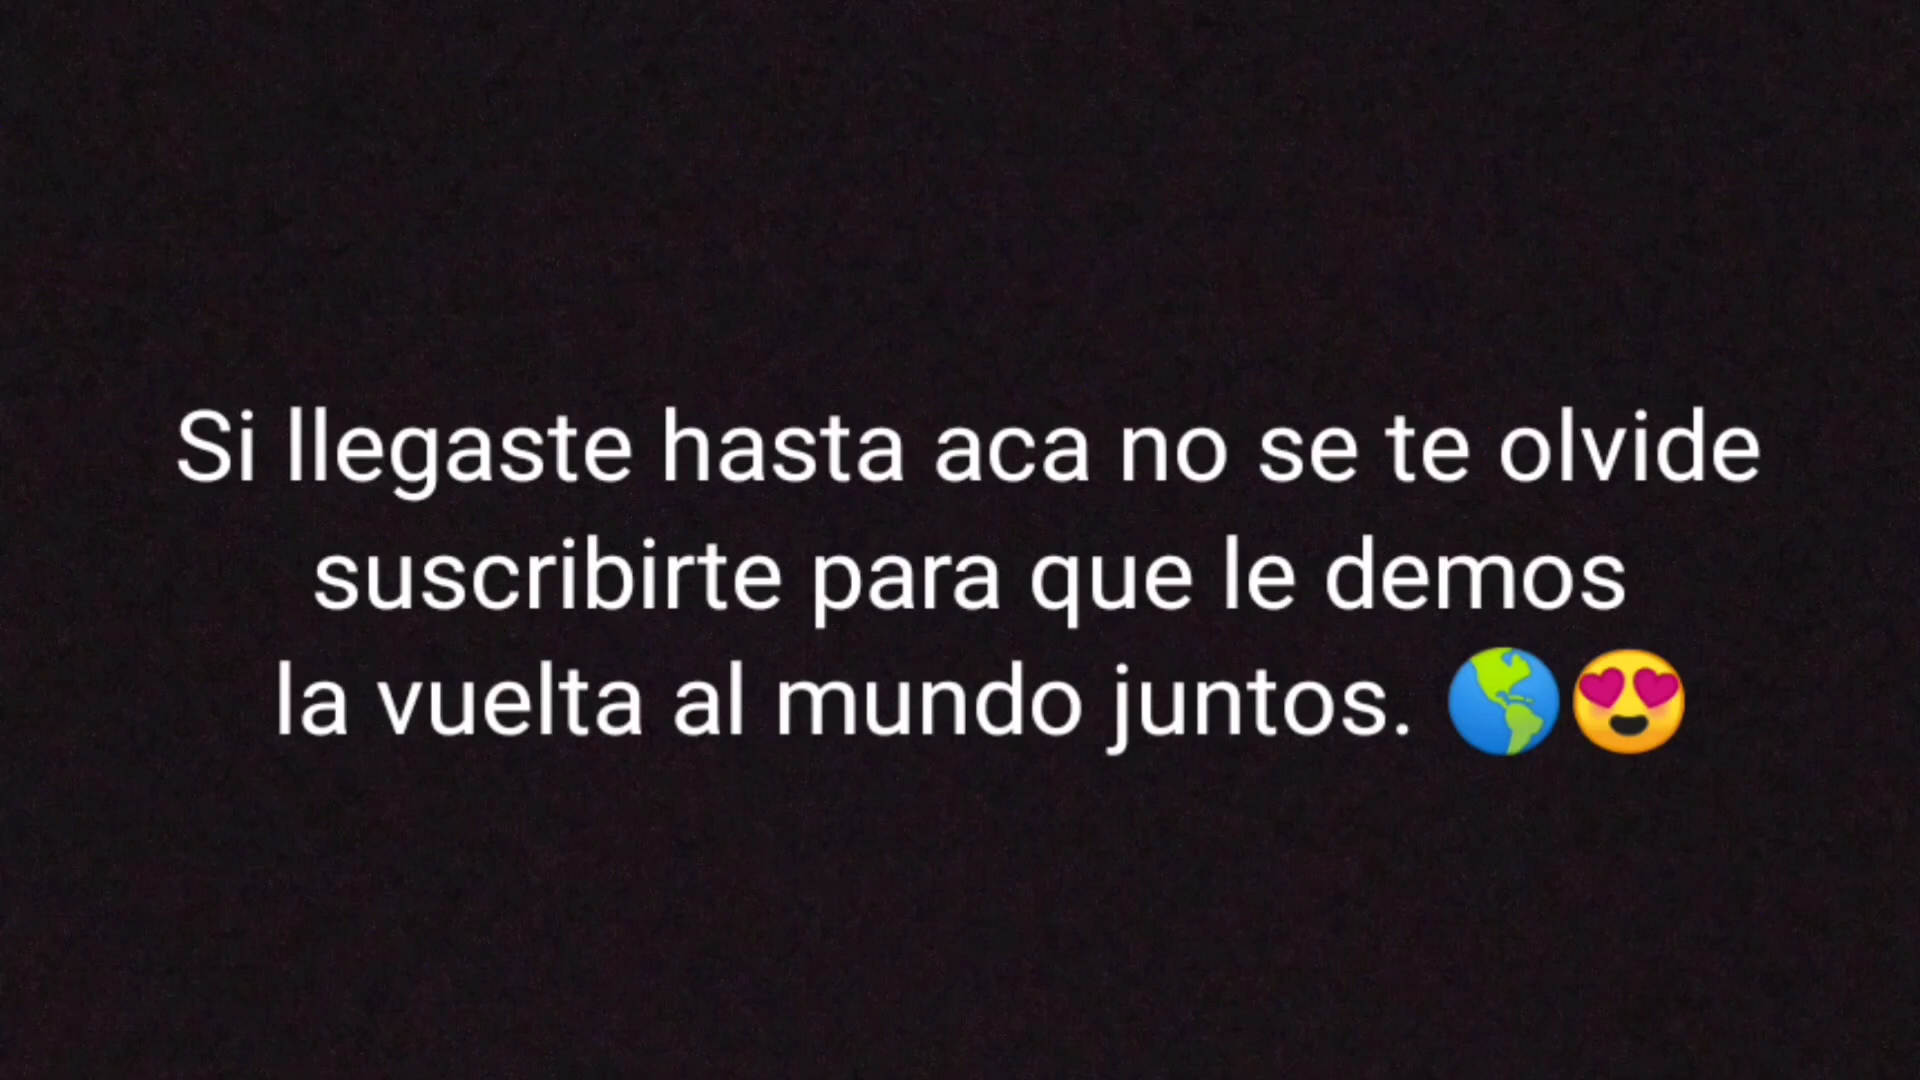 Si llegaste hasta aca no se te olvide
suscribirte para que le demos
la vuelta al mundo juntos. 🌎😍